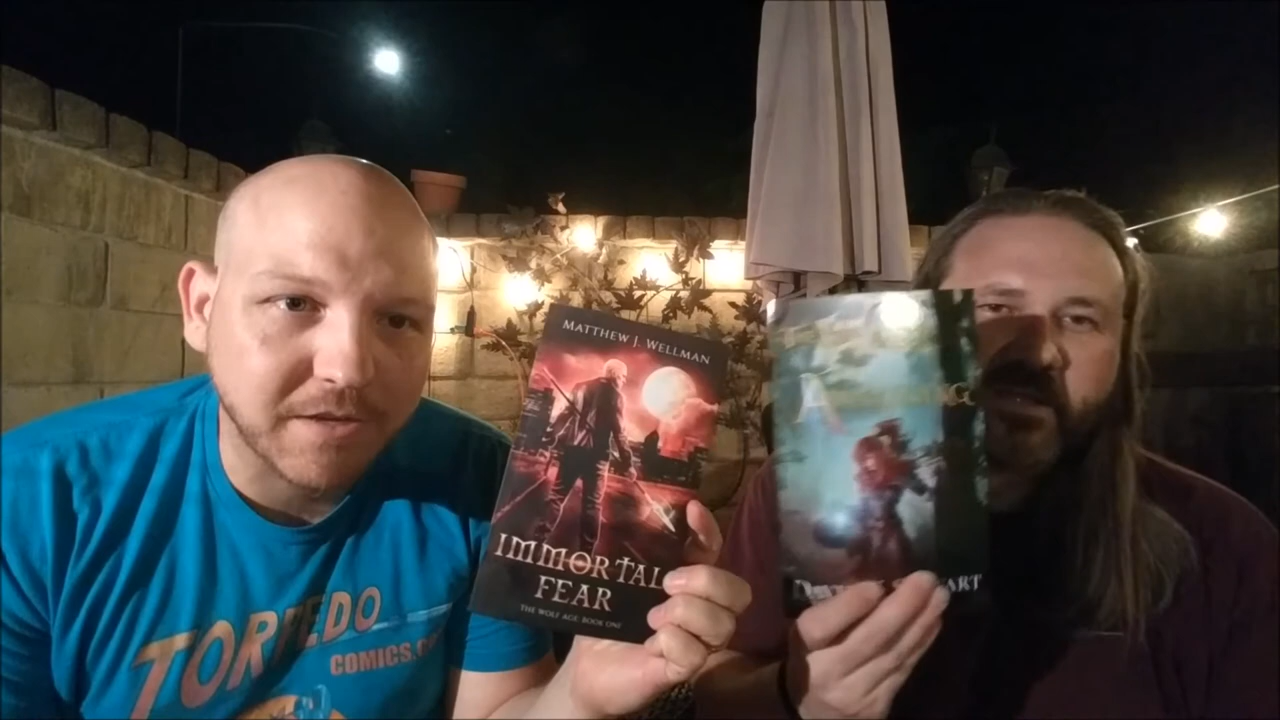 MATTHEW J. WELLMAN
IMMORTAL
FEAR
THE WOLF AGE: BOOK ONE
TORPEDO
COMICS.C